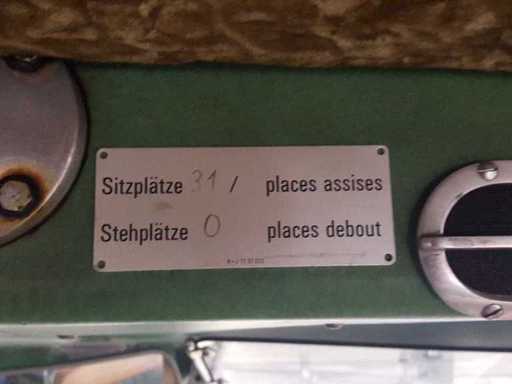 Sitzplätze 31 / places assises
Stehplätze 0 places debout